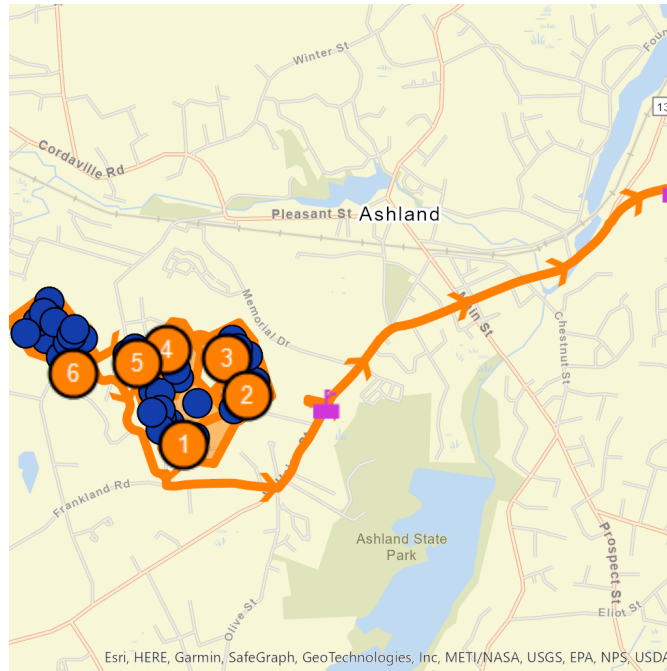 Winter St
Foun
13
Cordaville Rd
Pleasant St
Ashland
Memorial Dr
Main St
Chestnut St
4
5
3
6
2
1
Frankland Rd
Ashland State
Park
Prospect St
Olive St
Eliot St
Esri, HERE, Garmin, SafeGraph, GeoTechnologies, Inc, METI/NASA, USGS, EPA, NPS, USDA